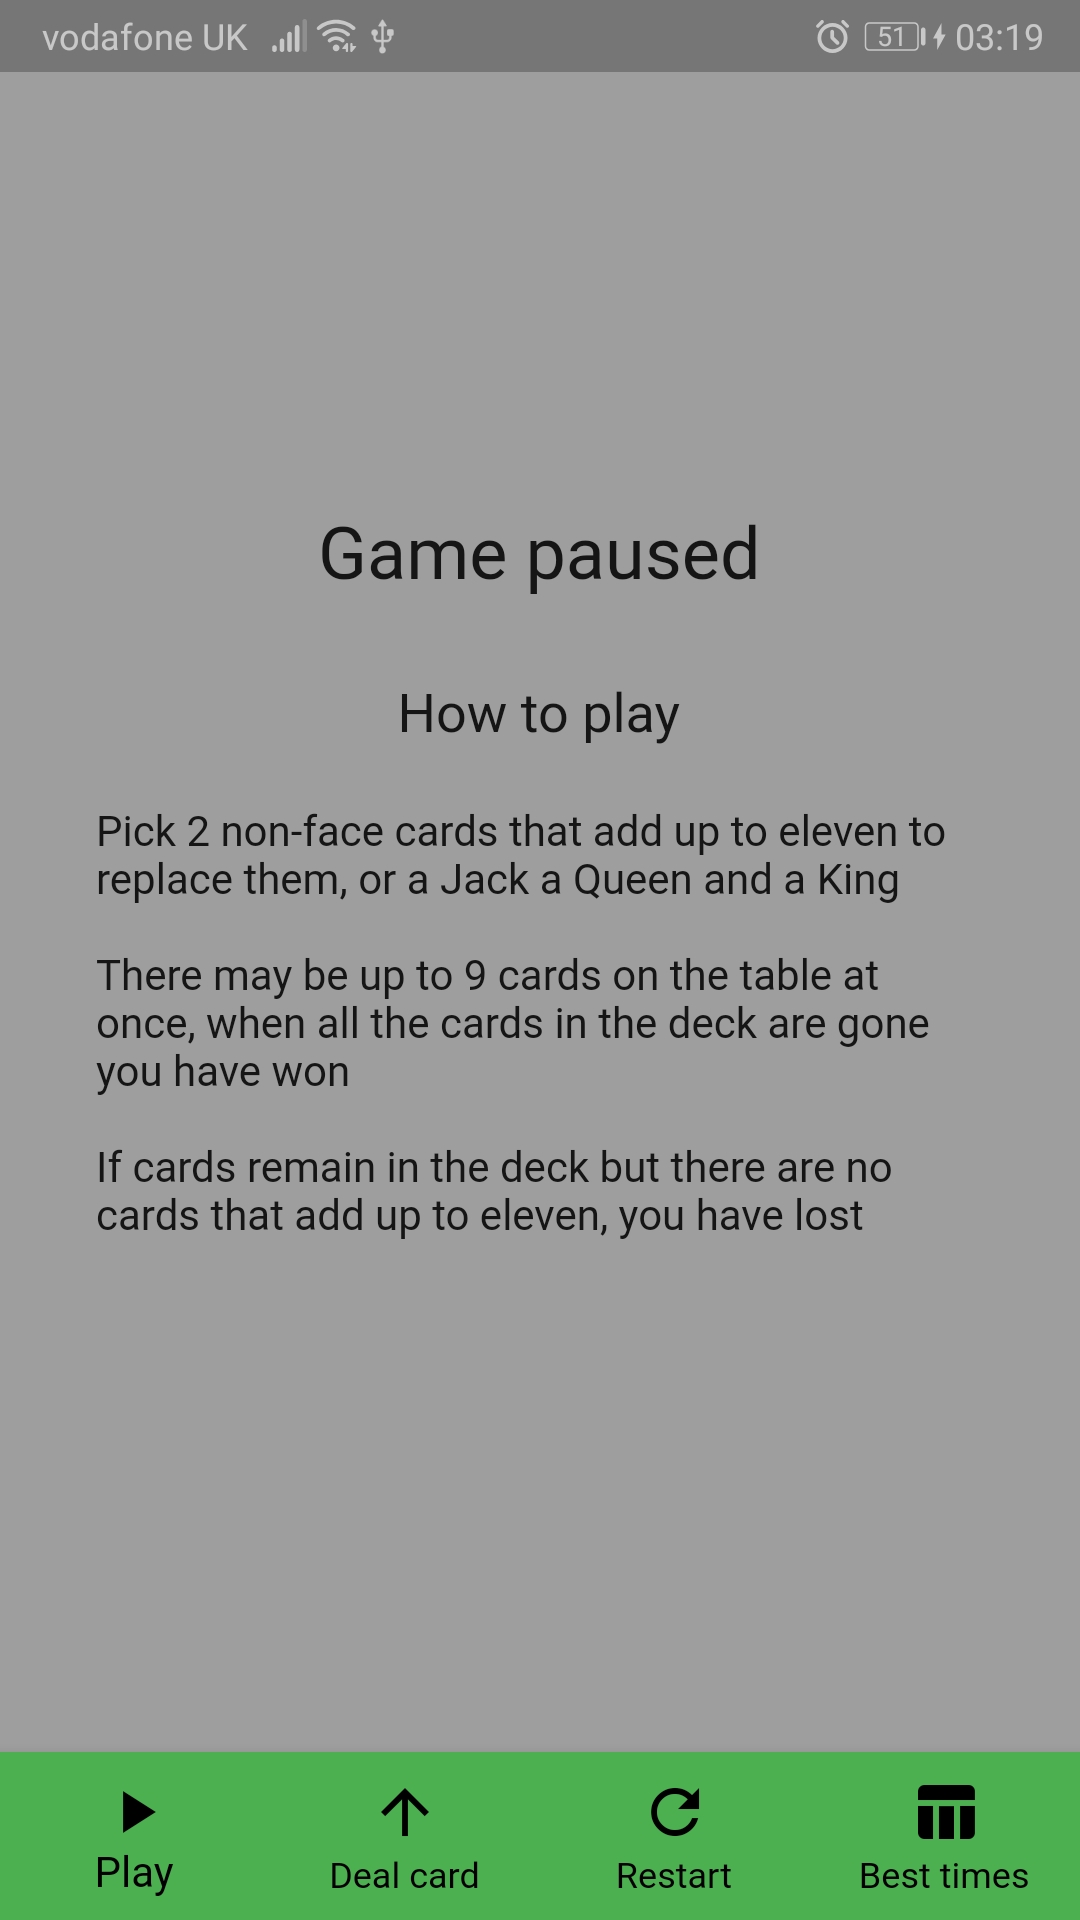 vodafone UK 51 03:19
Game paused
How to play
Pick 2 non-face cards that add up to eleven to
replace them, or a Jack a Queen and a King
There may be up to 9 cards on the table at
once, when all the cards in the deck are gone
you have won
If cards remain in the deck but there are no
cards that add up to eleven, you have lost
Play Deal card Restart Best times